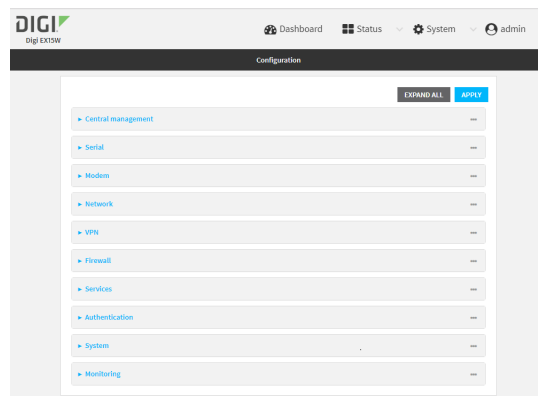 DIGI
Digi EX15W
Dashboard Status System admin
Configuration
EXPAND ALL APPLY
Central management
Serial
Modem
Network
VPN
Firewall
Services
Authentication
System
Monitoring